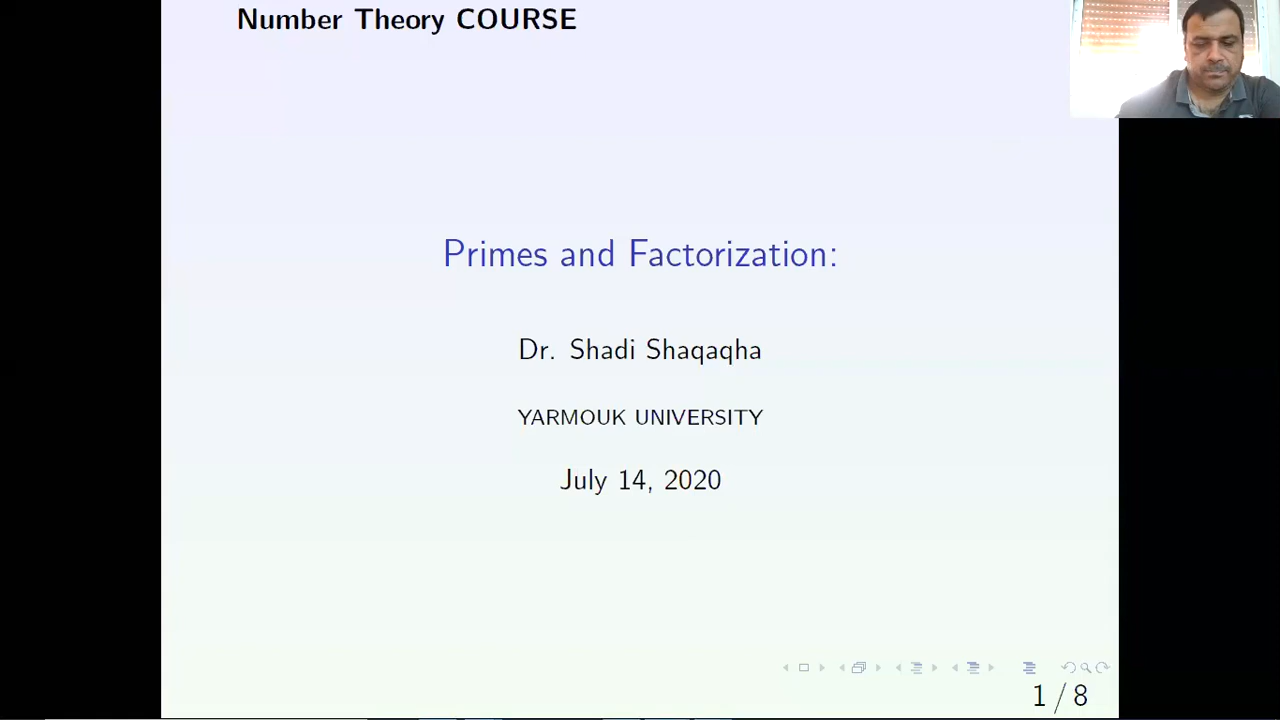 Number Theory COURSE
Primes and Factorization:
Dr. Shadi Shaqaqha
YARMOUK UNIVERSITY
July 14, 2020
1 / 8